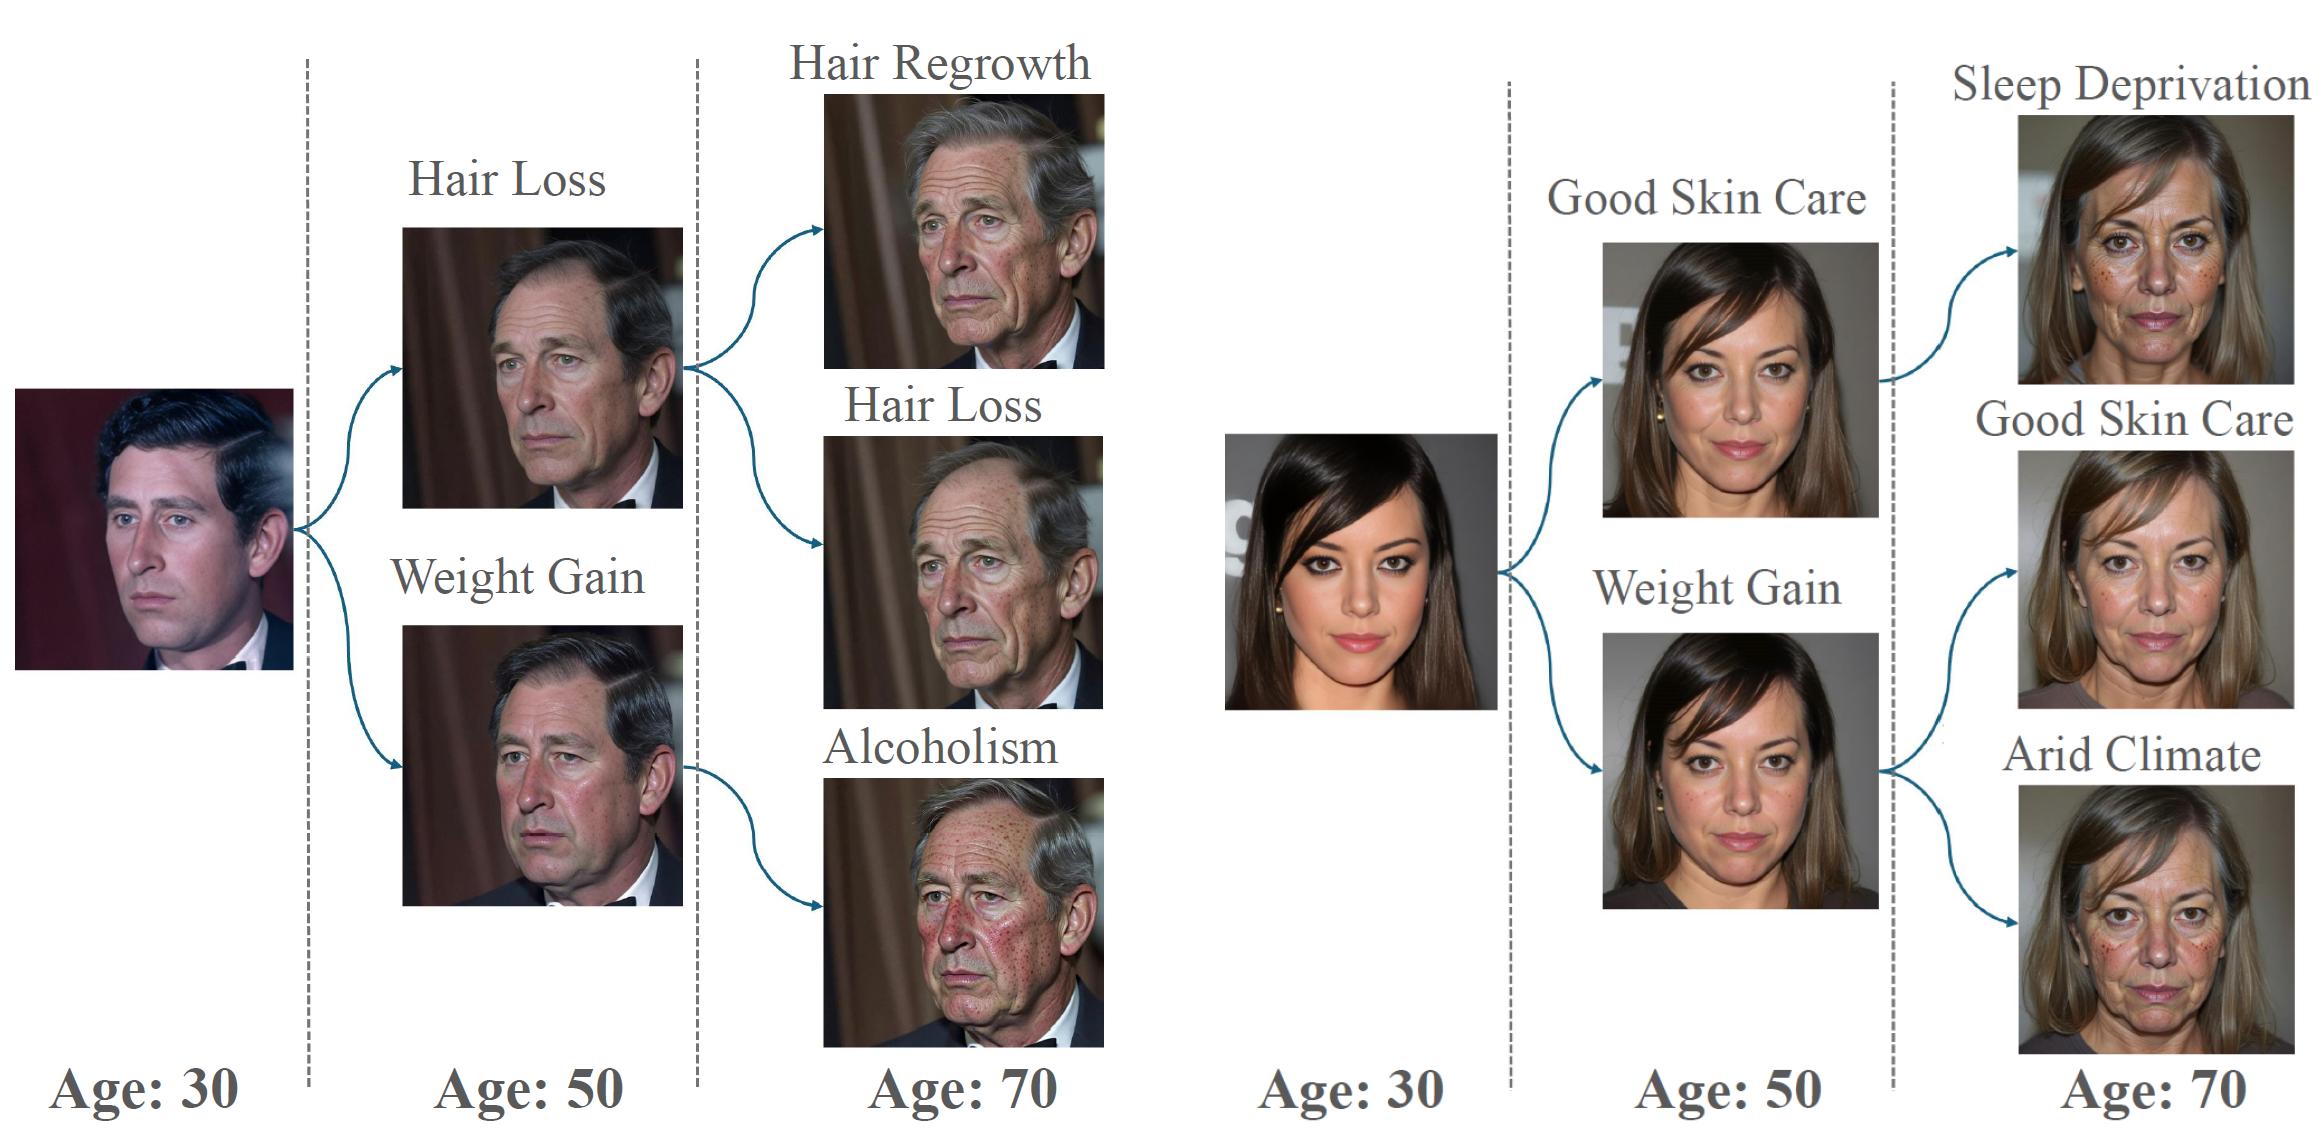 Hair Regrowth
Hair Loss
Hair Loss
Weight Gain
Alcoholism
Age: 30
Age: 50
Age: 70
Sleep Deprivation
Good Skin Care
Good Skin Care
Weight Gain
Arid Climate
Age: 30
Age: 50
Age: 70